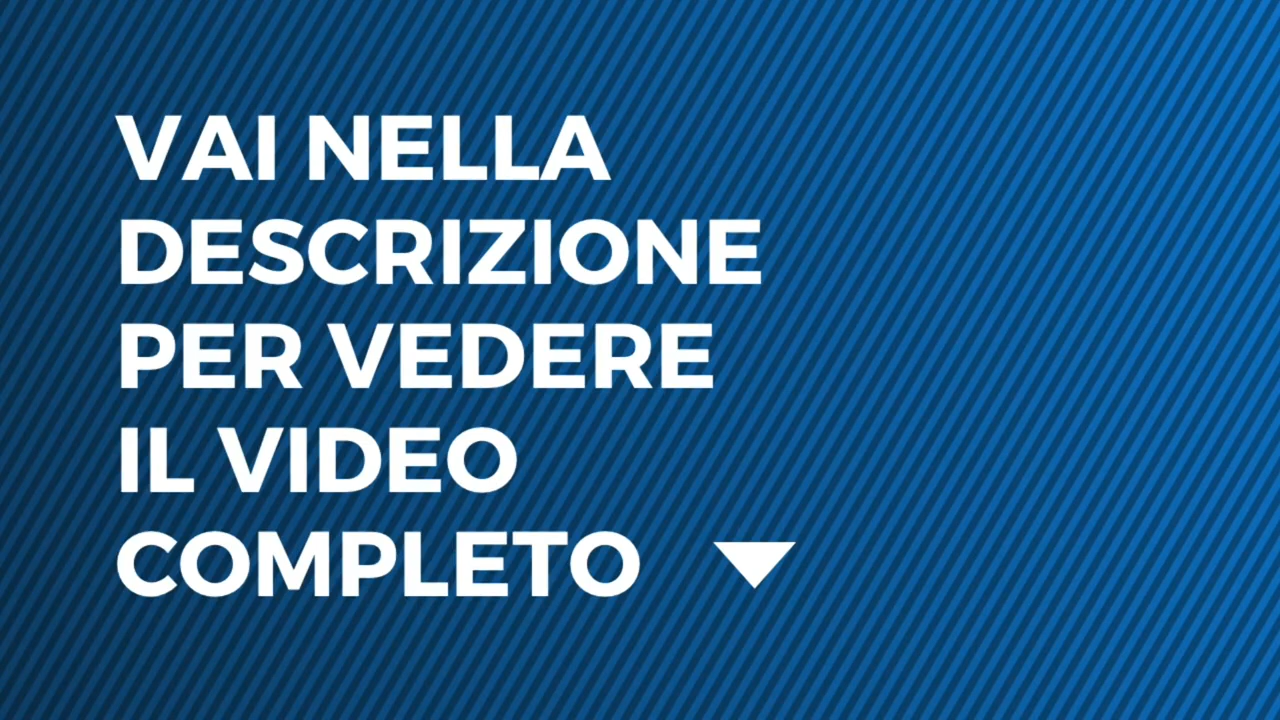 VAI NELLA
DESCRIZIONE
PER VEDERE
IL VIDEO
COMPLETO